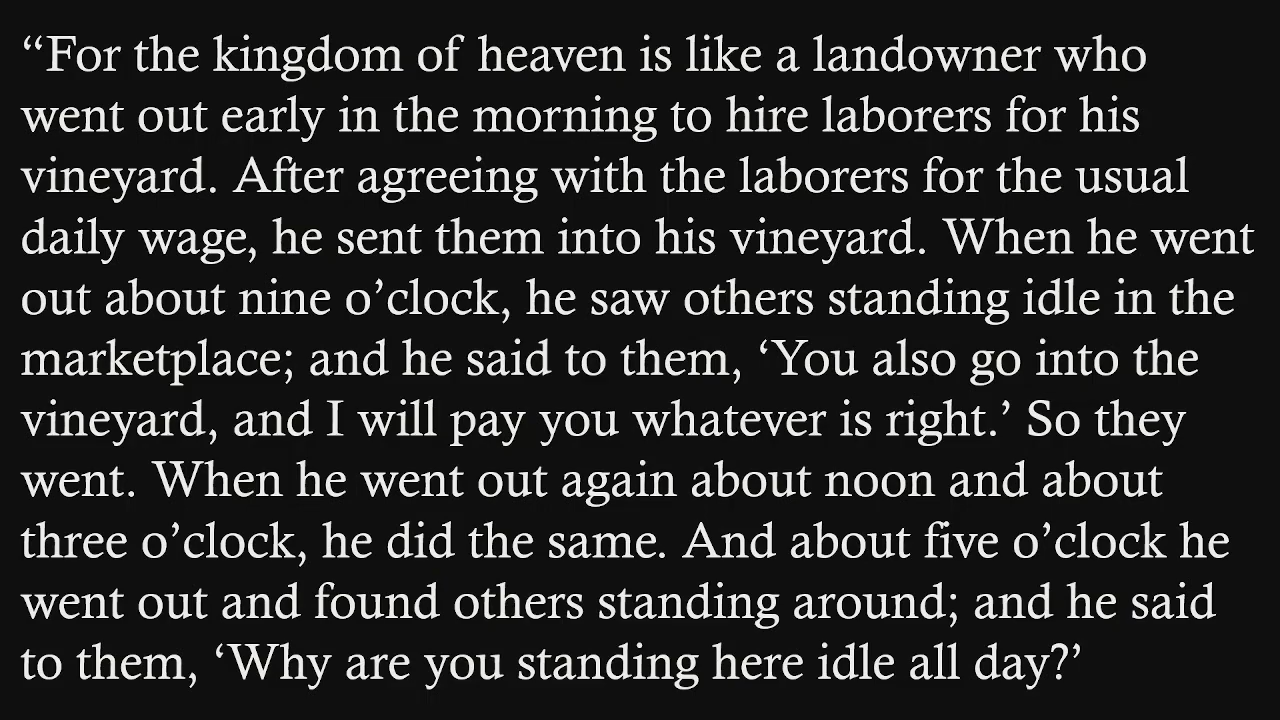 “For the kingdom of heaven is like a landowner who
went out early in the morning to hire laborers for his
vineyard. After agreeing with the laborers for the usual
daily wage, he sent them into his vineyard. When he went
out about nine o’clock, he saw others standing idle in the
marketplace; and he said to them, ‘You also go into the
vineyard, and I will pay you whatever is right.’ So they
went. When he went out again about noon and about
three o’clock, he did the same. And about five o’clock he
went out and found others standing around; and he said
to them, ‘Why are you standing here idle all day?’